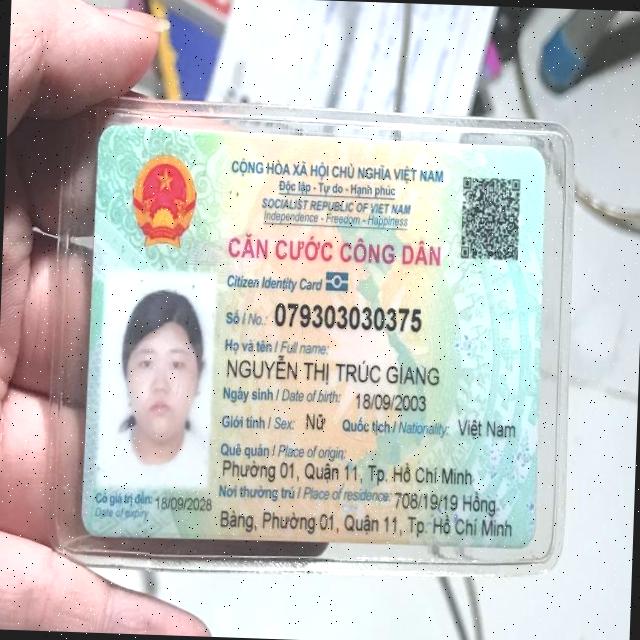 CỘNG HÒA XÃ HỘI CHỦ NGHĨA VIỆT NAM
Độc lập - Tự do - Hạnh phúc
SOCIALIST REPUBLIC OF VIET NAM
Independence - Freedom - Happiness
CĂN CƯỚC CÔNG DÂN
Citizen Identity Card
Số / No.: 079303030375
Họ và tên / Full name:
NGUYỄN THỊ TRÚC GIANG
Ngày sinh / Date of birth: 18/09/2003
Giới tính / Sex: Nữ Quốc tịch / Nationality: Việt Nam
Quê quán / Place of origin:
Phường 01, Quận 11, Tp. Hồ Chí Minh
Nơi thường trú / Place of residence: 708/19/19 Hồng
Bàng, Phường 01, Quận 11, Tp. Hồ Chí Minh
Có giá trị đến: 18/09/2028
Date of expiry